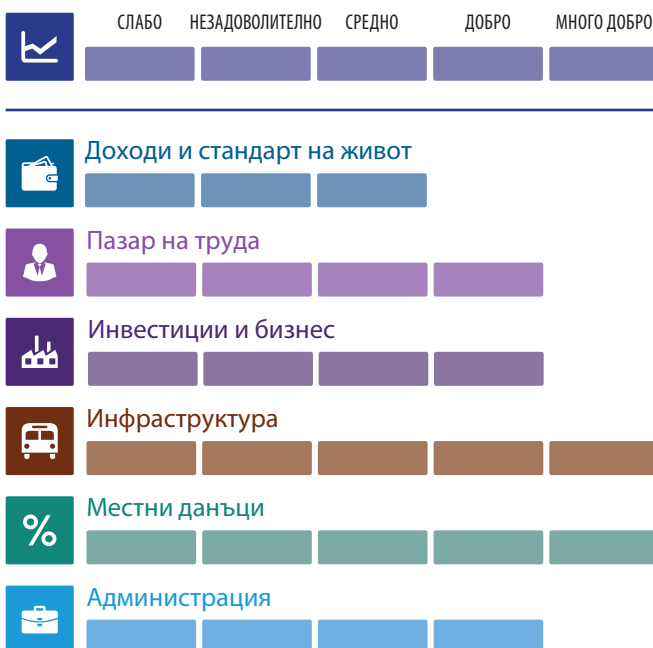 СЛАБО НЕЗАДОВОЛИТЕЛНО СРЕДНО ДОБРО МНОГО ДОБРО
Доходи и стандарт на живот
Пазар на труда
Инвестиции и бизнес
Инфраструктура
Местни данъци
%
Администрация